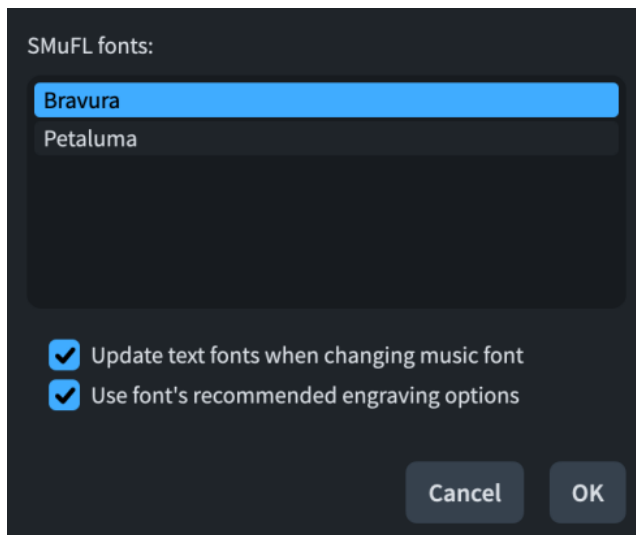 SMuFL fonts:
Bravura
Petaluma
Update text fonts when changing music font
Use font's recommended engraving options
Cancel OK